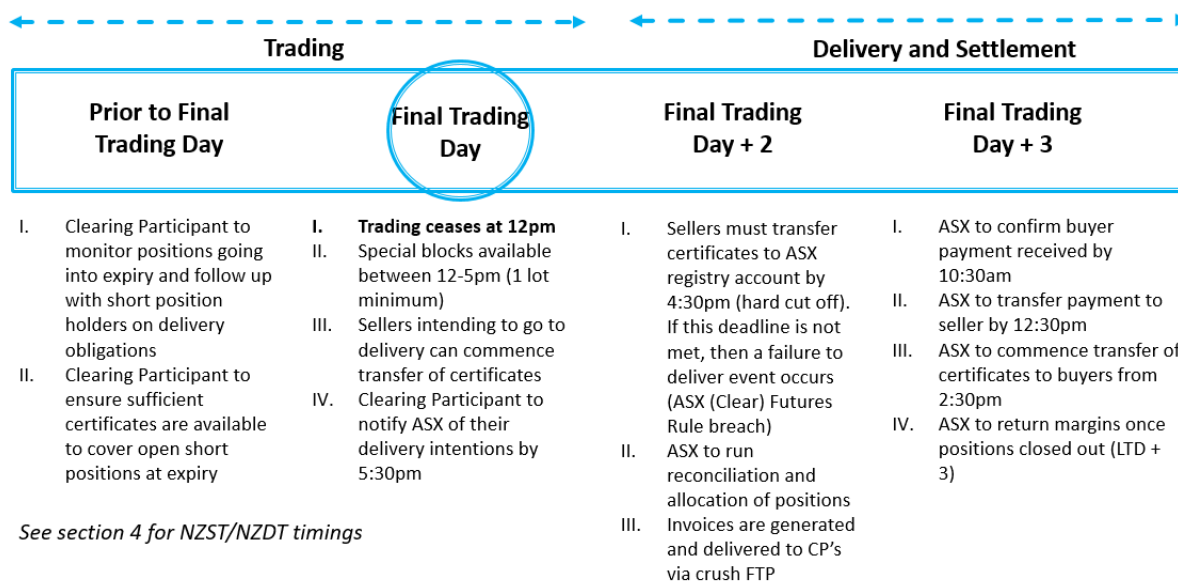 Trading
Delivery and Settlement
Prior to Final
Trading Day
Final Trading
Day
Final Trading
Day + 2
Final Trading
Day + 3
I. Clearing Participant to
monitor positions going
into expiry and follow up
with short position
holders on delivery
obligations
II. Clearing Participant to
ensure sufficient
certificates are available
to cover open short
positions at expiry
I. Trading ceases at 12pm
II. Special blocks available
between 12-5pm (1 lot
minimum)
III. Sellers intending to go to
delivery can commence
transfer of certificates
IV. Clearing Participant to
notify ASX of their
delivery intentions by
5:30pm
I. Sellers must transfer
certificates to ASX
registry account by
4:30pm (hard cut off).
If this deadline is not
met, then a failure to
deliver event occurs
(ASX (Clear) Futures
Rule breach)
II. ASX to run
reconciliation and
allocation of positions
III. Invoices are generated
and delivered to CP's
via crush FTP
I. ASX to confirm buyer
payment received by
10:30am
II. ASX to transfer payment to
seller by 12:30pm
III. ASX to commence transfer of
certificates to buyers from
2:30pm
IV. ASX to return margins once
positions closed out (LTD +
3)
See section 4 for NZST/NZDT timings